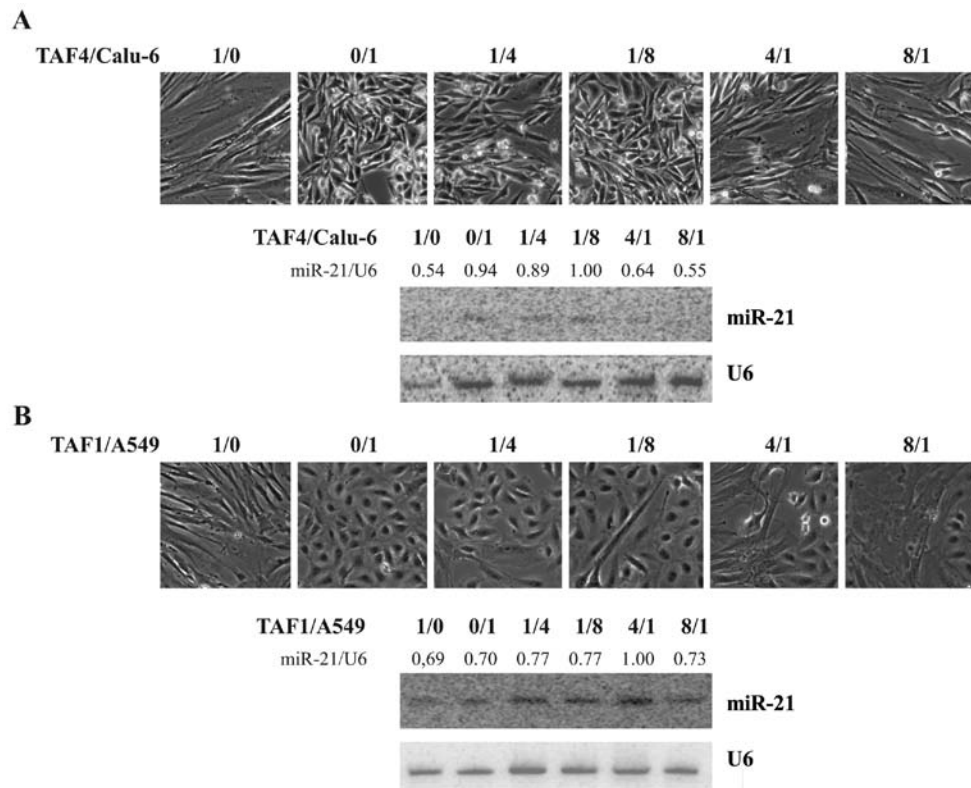 A
TAF4/Calu-6 1/0 0/1 1/4 1/8 4/1 8/1
TAF4/Calu-6 1/0 0/1 1/4 1/8 4/1 8/1
miR-21/U6 0.54 0.94 0.89 1.00 0.64 0.55
miR-21
U6
B
TAF1/A549 1/0 0/1 1/4 1/8 4/1 8/1
TAF1/A549 1/0 0/1 1/4 1/8 4/1 8/1
miR-21/U6 0,69 0.70 0.77 0.77 1.00 0.73
miR-21
U6